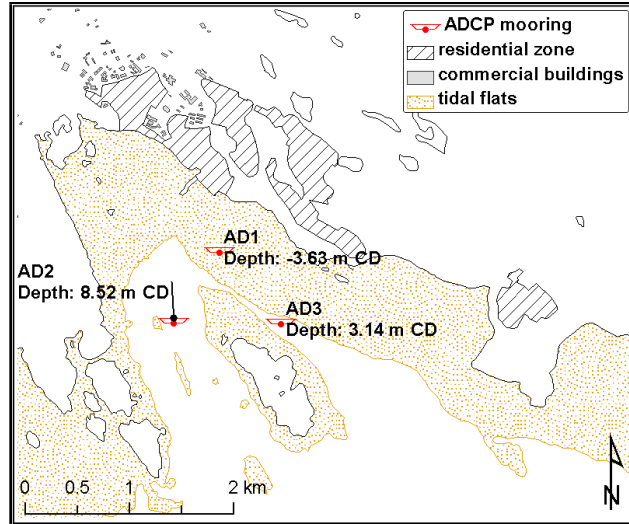 ADCP mooring
residential zone
commercial buildings
tidal flats
AD1
Depth: -3.63 m CD
AD2
Depth: 8.52 m CD
AD3
Depth: 3.14 m CD
0 0.5 1 2 km
N